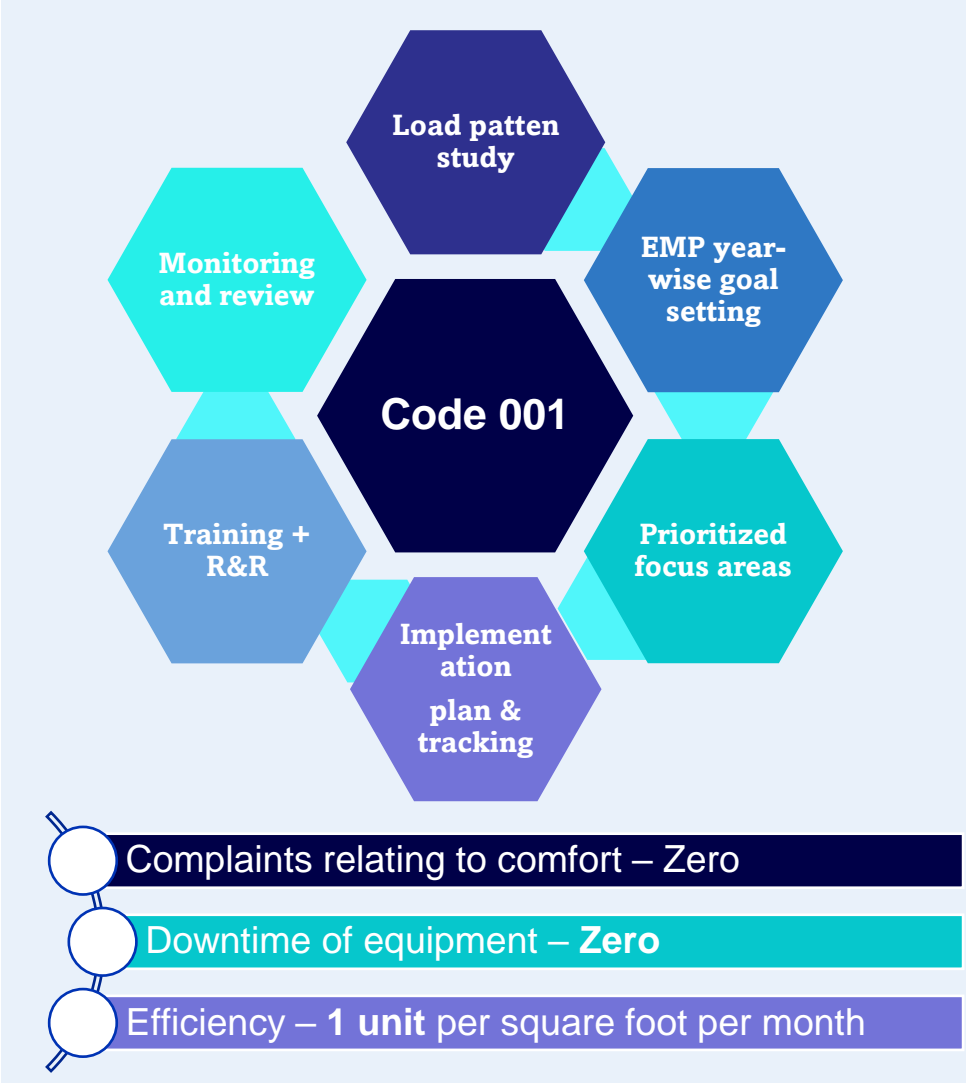 Load patten
study
Monitoring
and review
EMP year-
wise goal
setting
Code 001
Training +
R&R
Prioritized
focus areas
Implement
ation
plan &
tracking
Complaints relating to comfort – Zero
Downtime of equipment – Zero
Efficiency – 1 unit per square foot per month